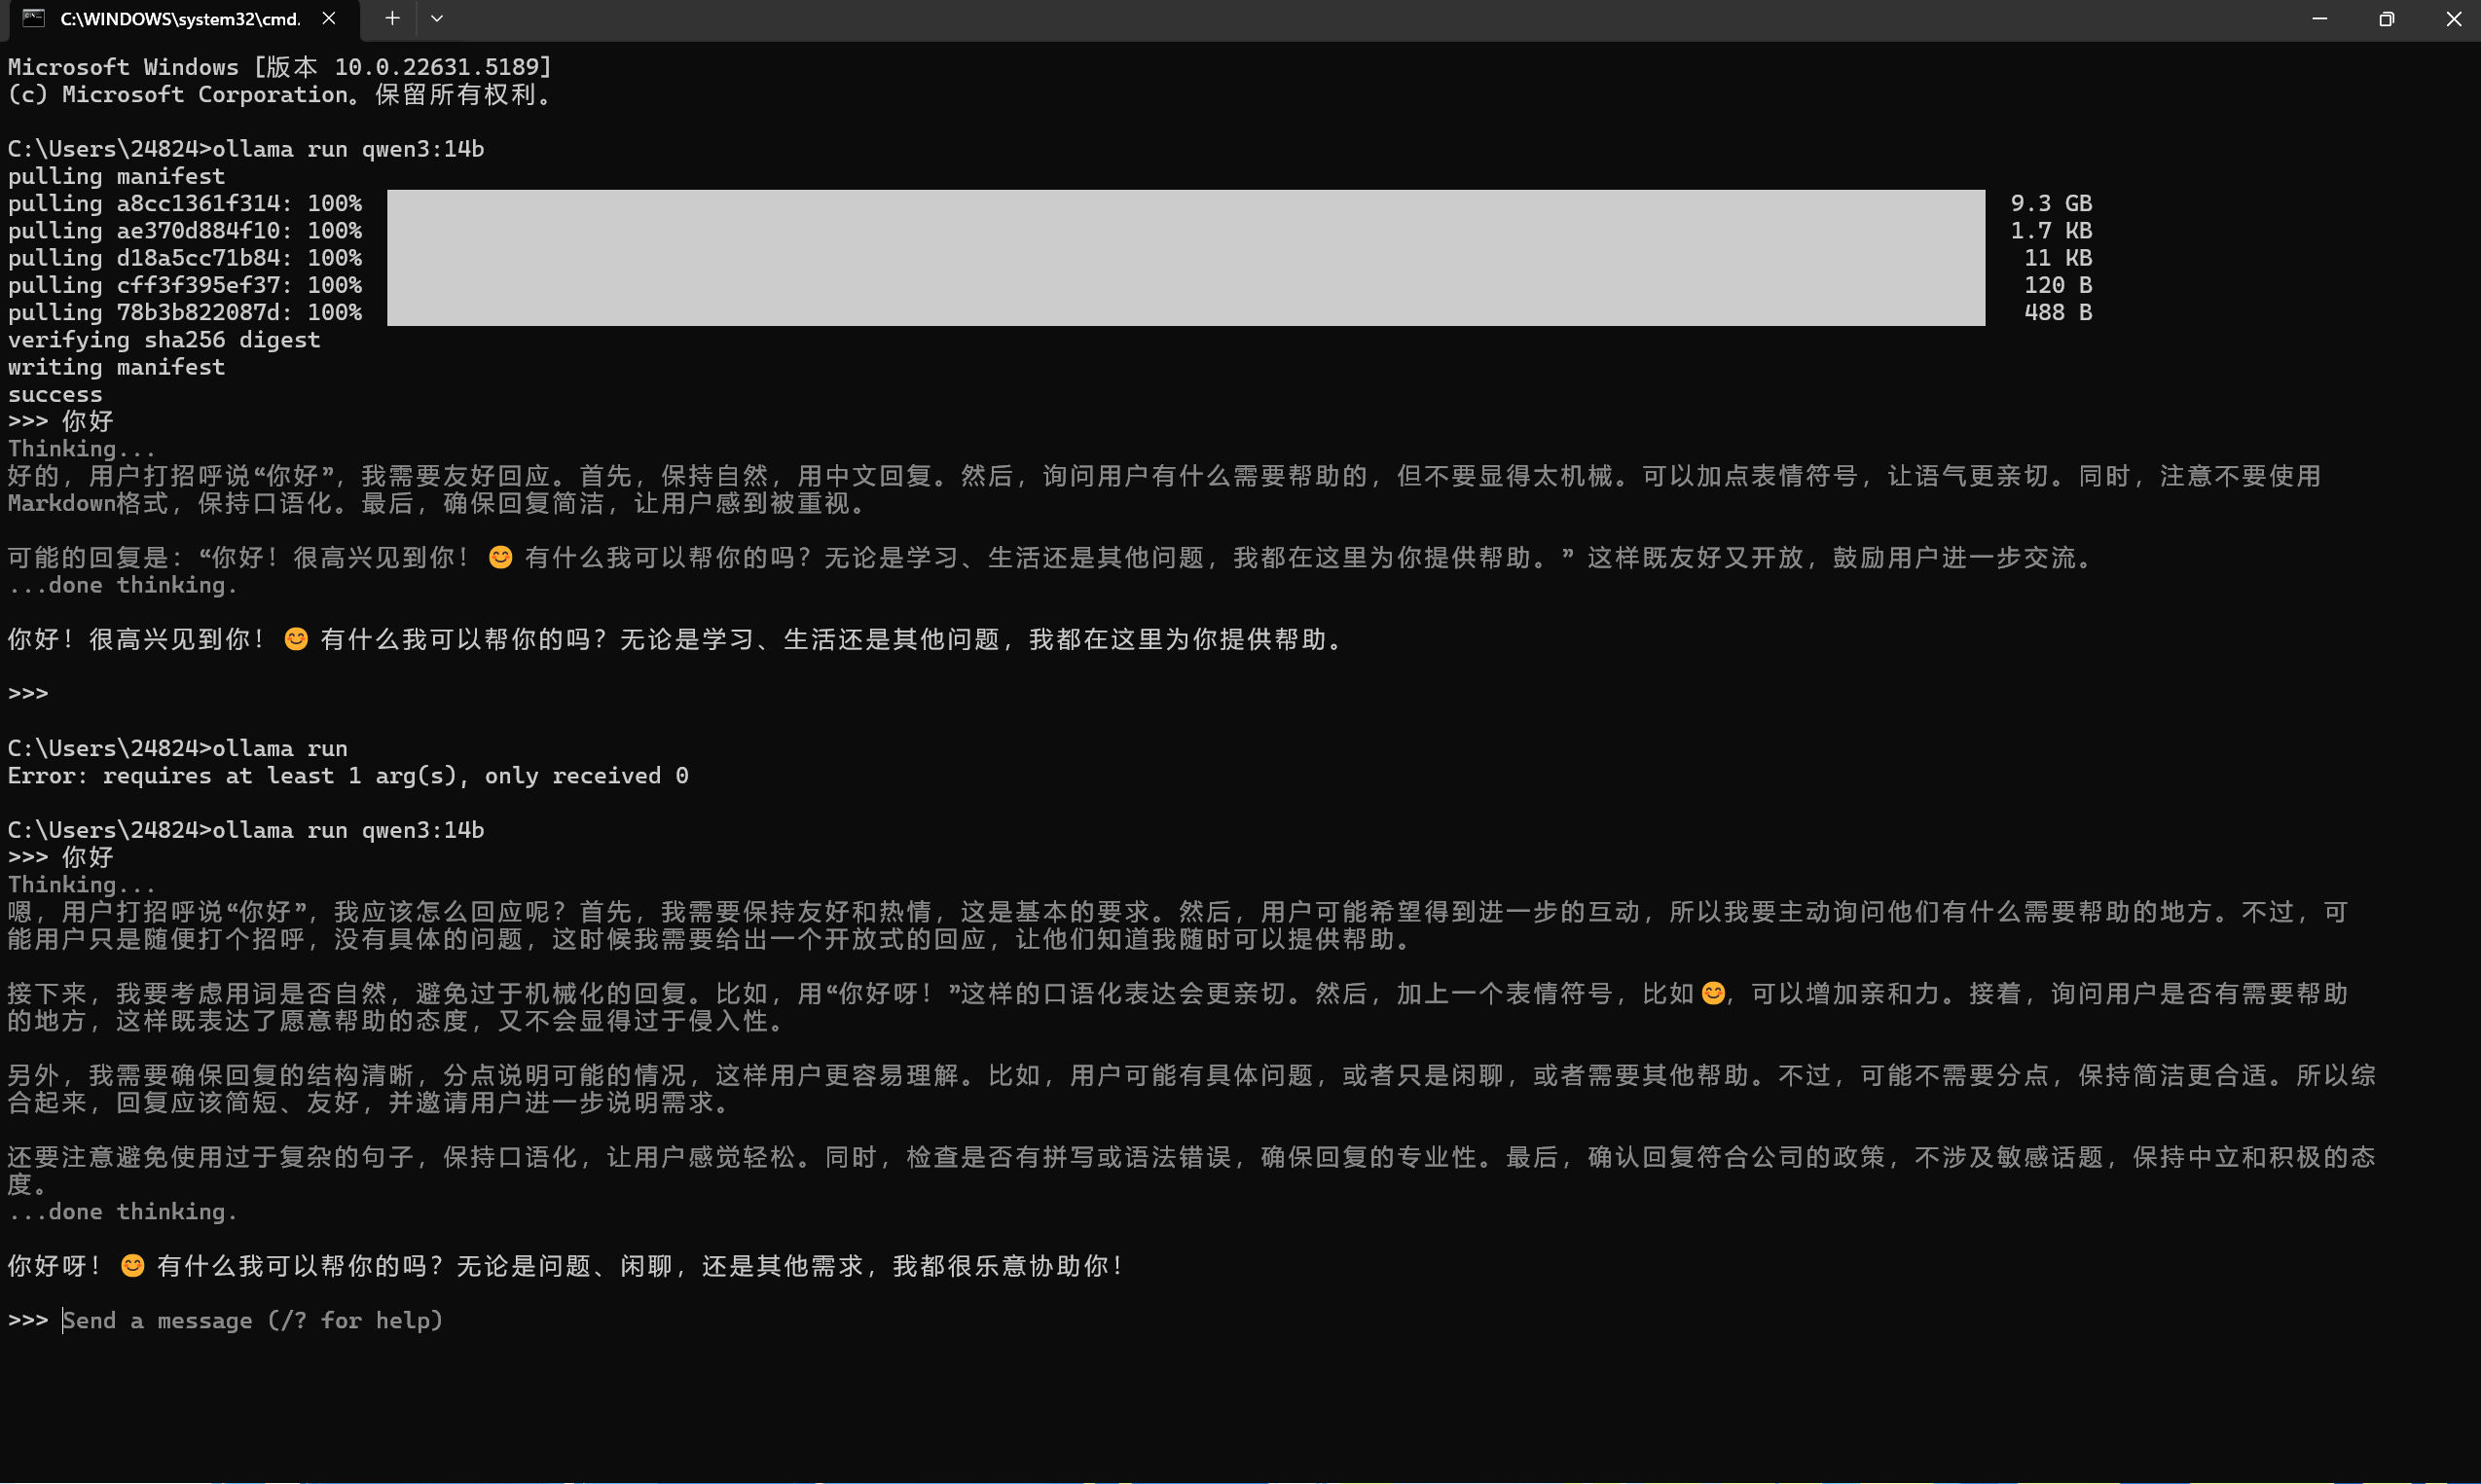 C:\WINDOWS\system32\cmd.
Microsoft Windows [版本 10.0.22631.5189]
(c) Microsoft Corporation。保留所有权利。
C:\Users\24824>ollama run qwen3:14b
pulling manifest
pulling a8cc1361f314: 100% 9.3 GB
pulling ae370d884f10: 100% 1.7 KB
pulling d18a5cc71b84: 100% 11 KB
pulling cff3f395ef37: 100% 120 B
pulling 78b3b822087d: 100% 488 B
verifying sha256 digest
writing manifest
success
>>> 你好
Thinking...
好的，用户打招呼说“你好”，我需要友好回应。首先，保持自然，用中文回复。然后，询问用户有什么需要帮助的，但不要显得太机械。可以加点表情符号，让语气更亲切。同时，注意不要使用
Markdown格式，保持口语化。最后，确保回复简洁，让用户感到被重视。
可能的回复是：“你好！很高兴见到你！😊 有什么我可以帮你的吗？无论是学习、生活还是其他问题，我都在这里为你提供帮助。” 这样既友好又开放，鼓励用户进一步交流。
...done thinking.
你好！很高兴见到你！😊 有什么我可以帮你的吗？无论是学习、生活还是其他问题，我都在这里为你提供帮助。
>>>
C:\Users\24824>ollama run
Error: requires at least 1 arg(s), only received 0
C:\Users\24824>ollama run qwen3:14b
>>> 你好
Thinking...
嗯，用户打招呼说“你好”，我应该怎么回应呢？首先，我需要保持友好和热情，这是基本的要求。然后，用户可能希望得到进一步的互动，所以我要主动询问他们有什么需要帮助的地方。不过，可
能用户只是随便打个招呼，没有具体的问题，这时候我需要给出一个开放式的回应，让他们知道我随时可以提供帮助。
接下来，我要考虑用词是否自然，避免过于机械化的回复。比如，用“你好呀！”这样的口语化表达会更亲切。然后，加上一个表情符号，比如😊，可以增加亲和力。接着，询问用户是否有需要帮助
的地方，这样既表达了愿意帮助的态度，又不会显得过于侵入性。
另外，我需要确保回复的结构清晰，分点说明可能的情况，这样用户更容易理解。比如，用户可能有具体问题，或者只是闲聊，或者需要其他帮助。不过，可能不需要分点，保持简洁更合适。所以综
合起来，回复应该简短、友好，并邀请用户进一步说明需求。
还要注意避免使用过于复杂的句子，保持口语化，让用户感觉轻松。同时，检查是否有拼写或语法错误，确保回复的专业性。最后，确认回复符合公司的政策，不涉及敏感话题，保持中立和积极的态
度。
...done thinking.
你好呀！😊 有什么我可以帮你的吗？无论是问题、闲聊，还是其他需求，我都很乐意协助你！
>>> Send a message (/? for help)